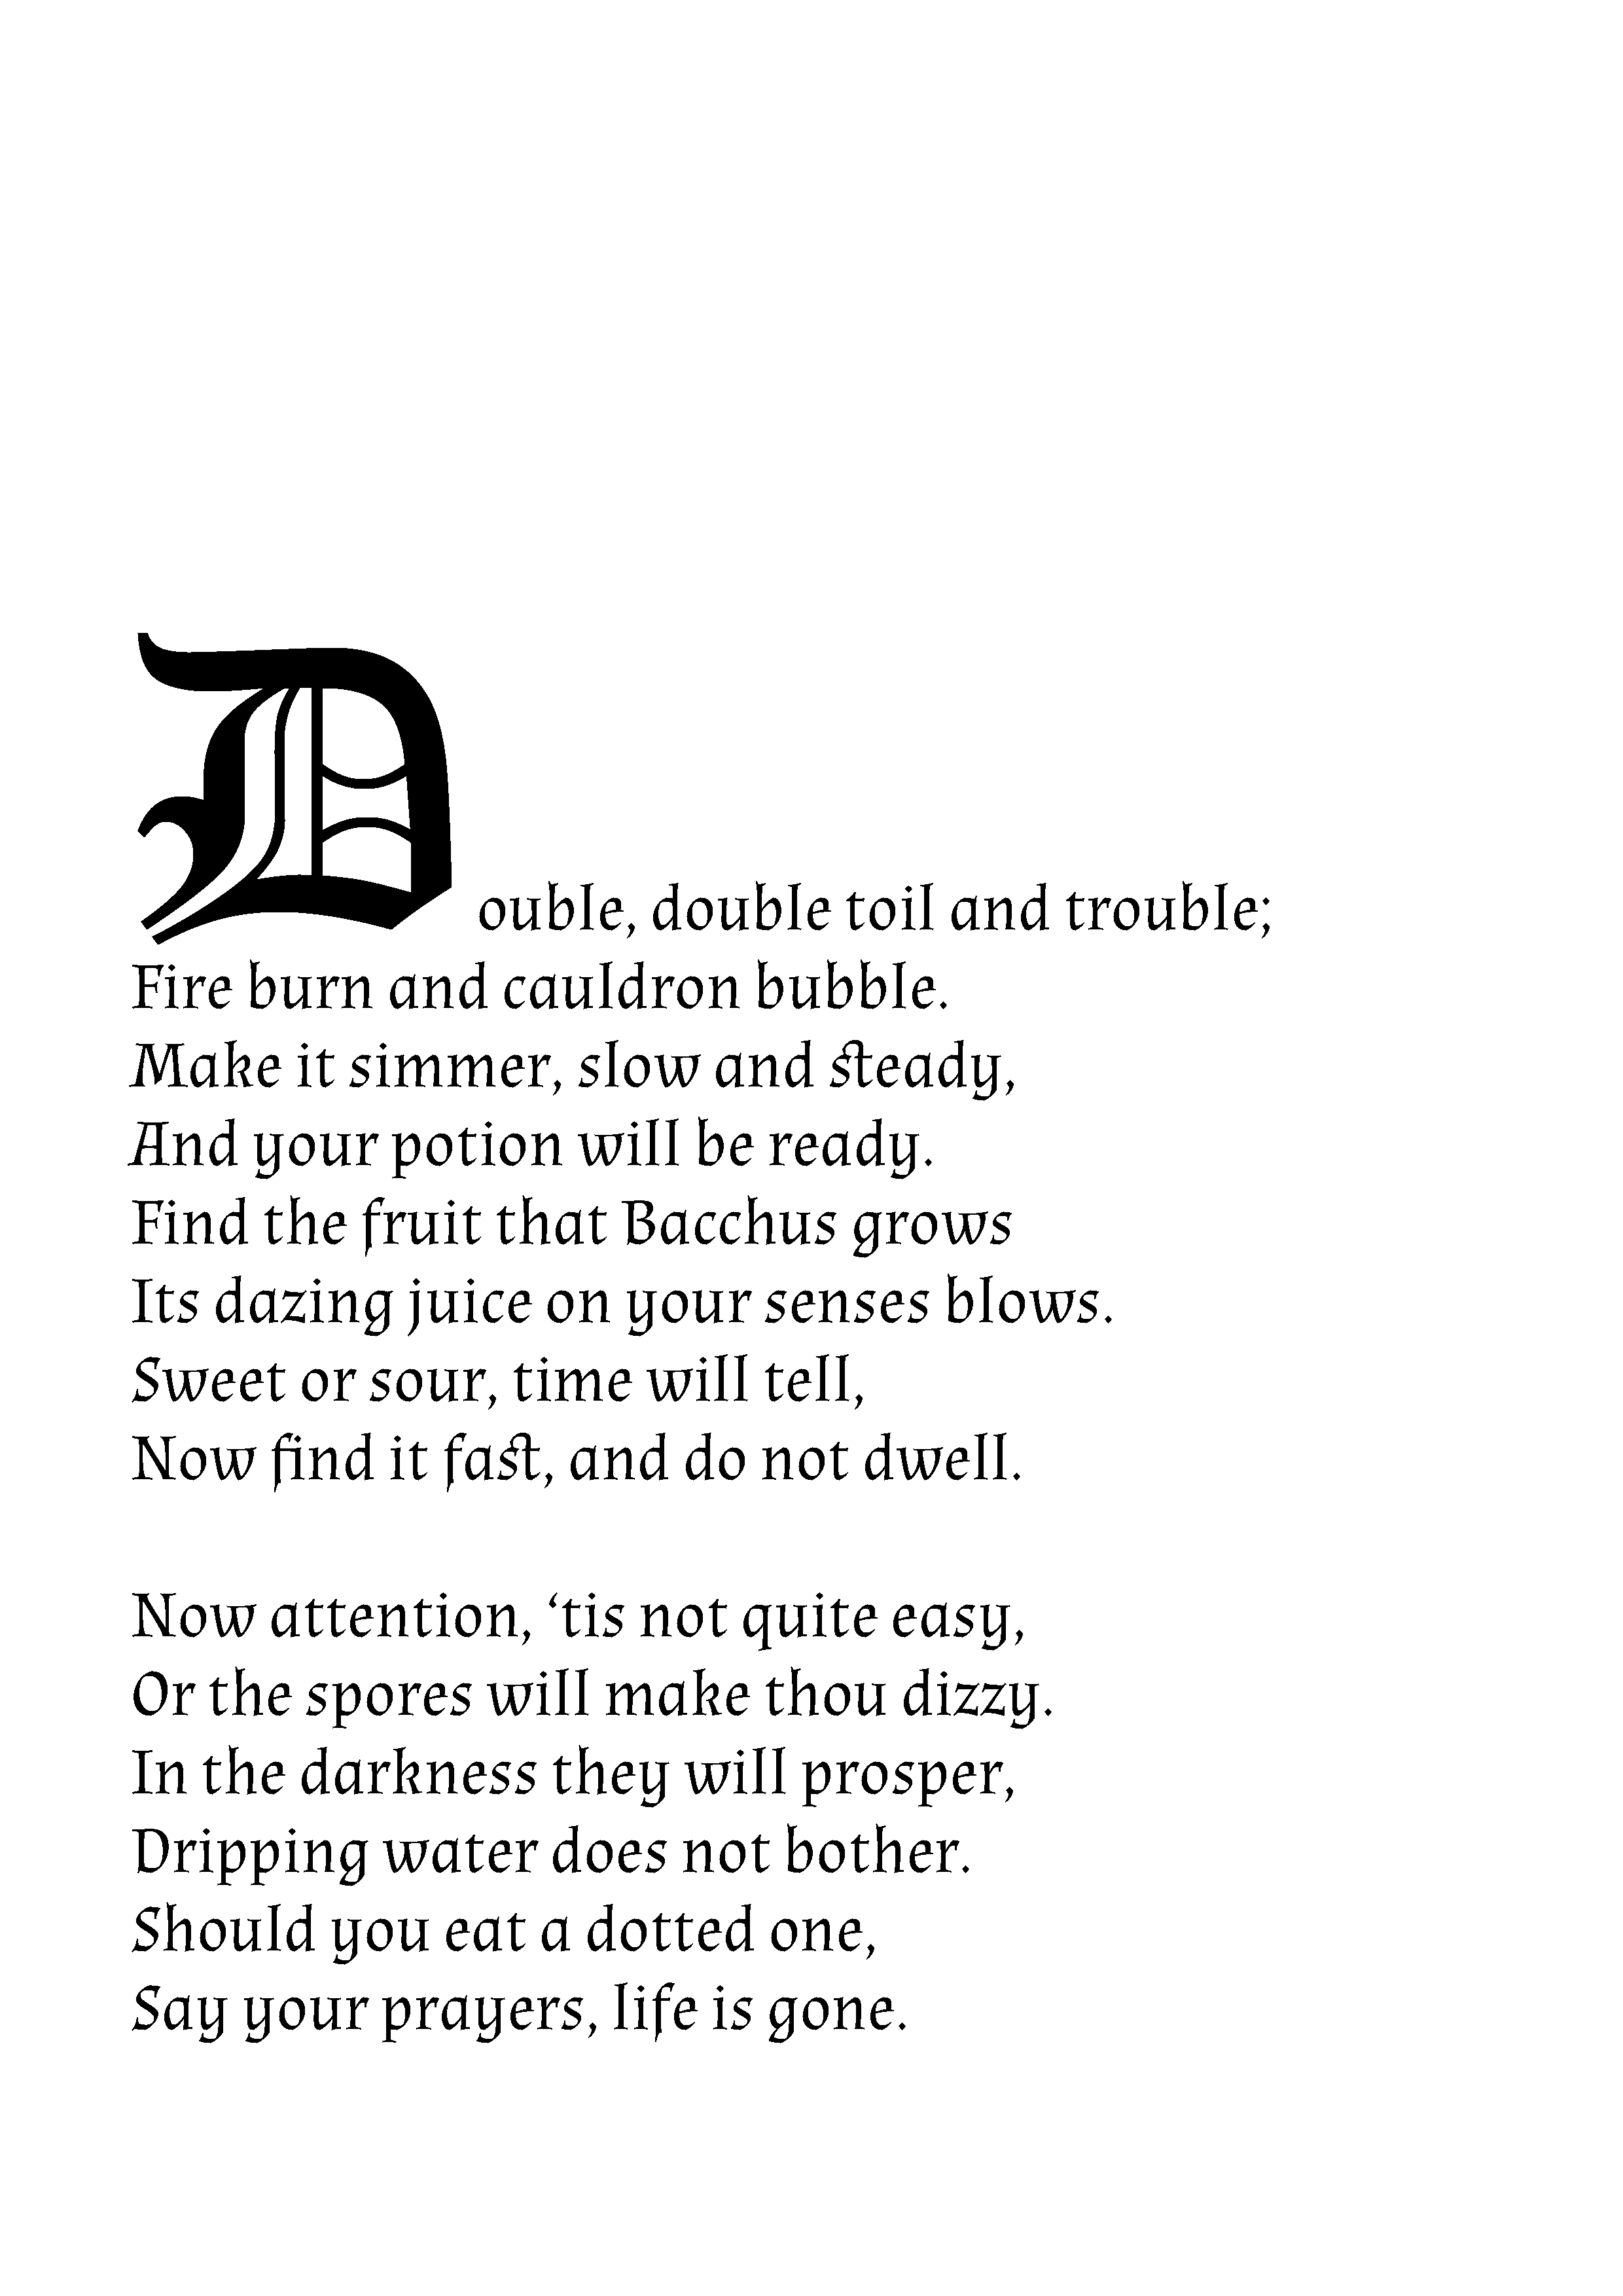 Double, double toil and trouble;
Fire burn and cauldron bubble.
Make it simmer, slow and steady,
And your potion will be ready.
Find the fruit that Bacchus grows
Its dazing juice on your senses blows.
Sweet or sour, time will tell,
Now find it fast, and do not dwell.

Now attention, ‘tis not quite easy,
Or the spores will make thou dizzy.
In the darkness they will prosper,
Dripping water does not bother.
Should you eat a dotted one,
Say your prayers, life is gone.